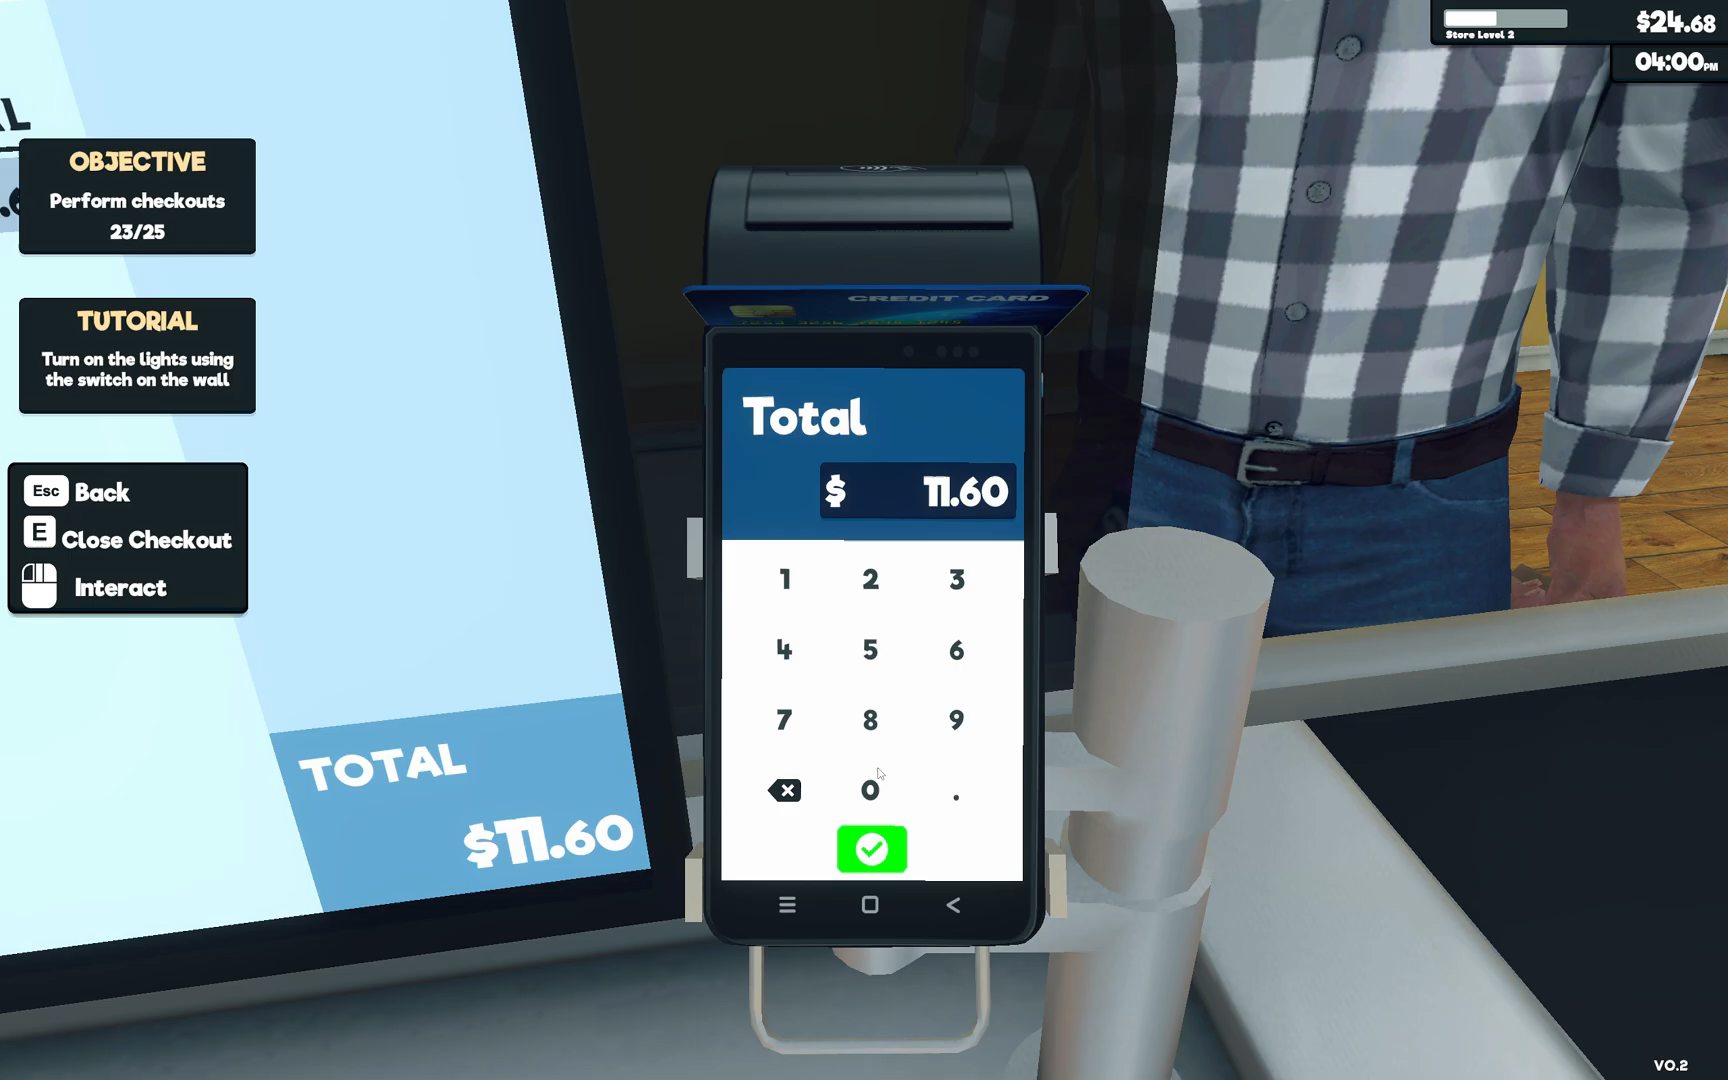 $24.68
Store Level 2
04:00PM
OBJECTIVE
Perform checkouts
23/25
TUTORIAL
Turn on the lights using
the switch on the wall
Esc Back
E Close Checkout
Interact
CREDIT CARD
Total
$ 11.60
1 2 3
4 5 6
7 8 9
0 .
TOTAL
$11.60
V0.2